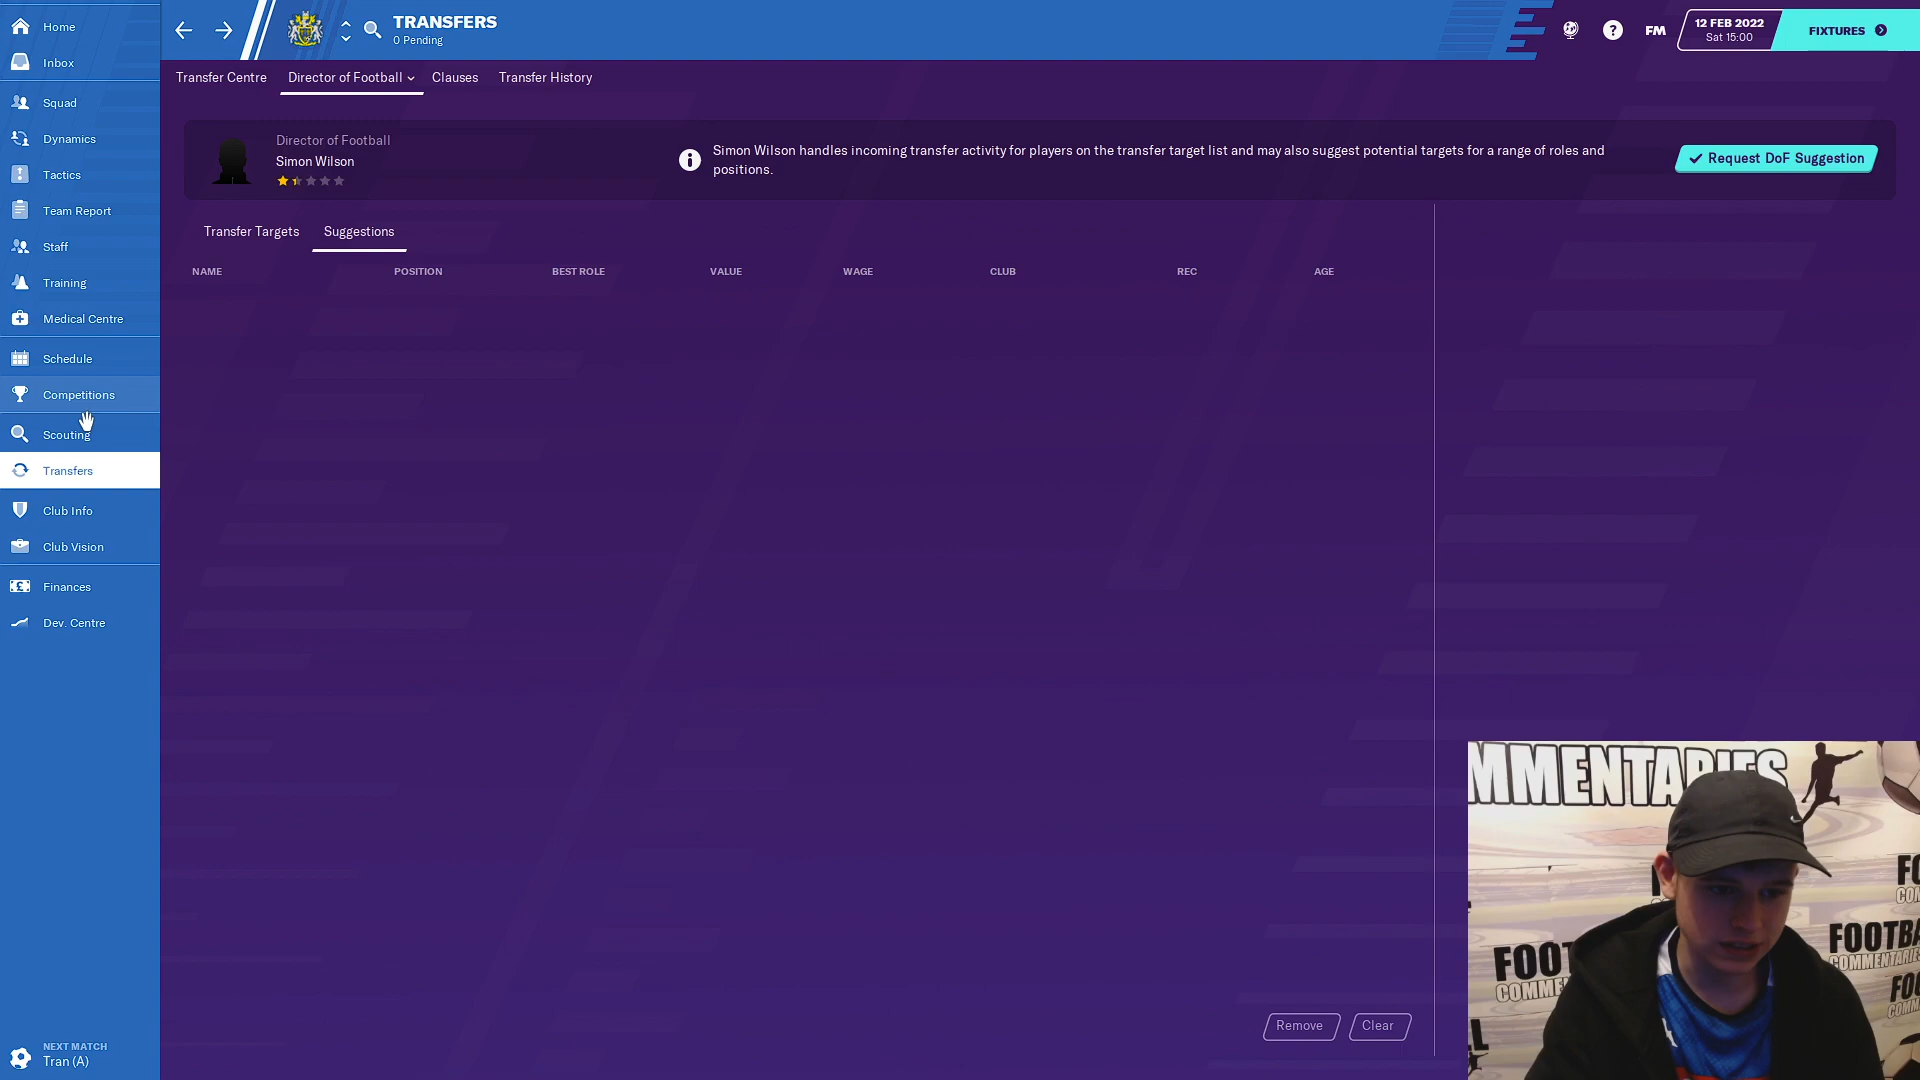 Home
Inbox
Squad
Dynamics
Tactics
Team Report
Staff
Training
Medical Centre
Schedule
Competitions
Scouting
Transfers
Club Info
Club Vision
Finances
Dev. Centre
NEXT MATCH
Tran (A)
TRANSFERS
0 Pending
FM
12 FEB 2022
Sat 15:00
FIXTURES
Transfer Centre
Director of Football
Clauses
Transfer History
Director of Football
Simon Wilson
Simon Wilson handles incoming transfer activity for players on the transfer target list and may also suggest potential targets for a range of roles and
positions.
Request DoF Suggestion
Transfer Targets
Suggestions
NAME POSITION BEST ROLE VALUE WAGE CLUB REC AGE
Remove
Clear
MMENTARIES
FOOT
COMME
FOOTBA
COMMENTARIE